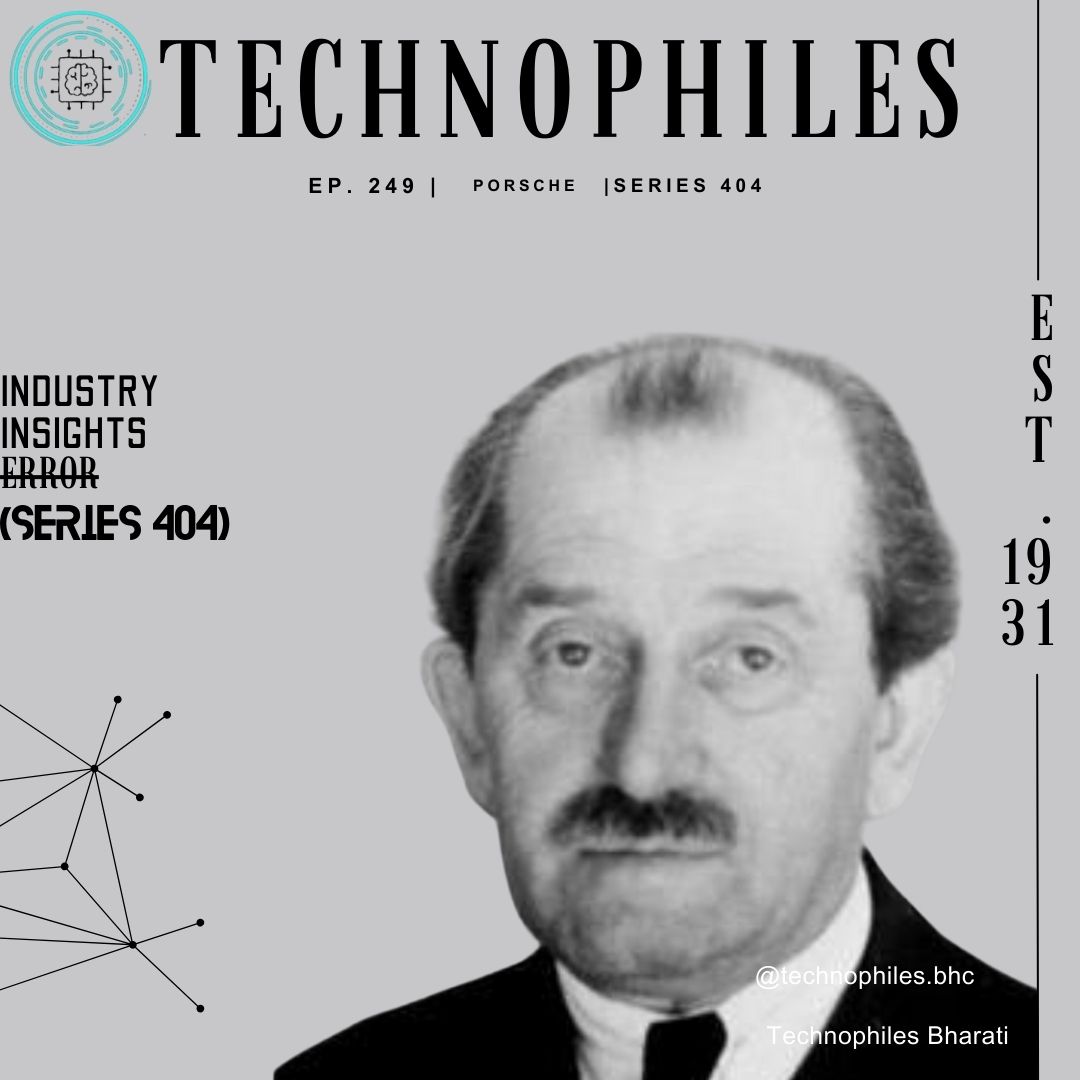 TECHNOPHILES
EP. 249 | PORSCHE |SERIES 404
INDUSTRY
INSIGHTS
ERROR
(SERIES 404)
E
S
T
.
19
31
@technophiles.bhc
Technophiles Bharati